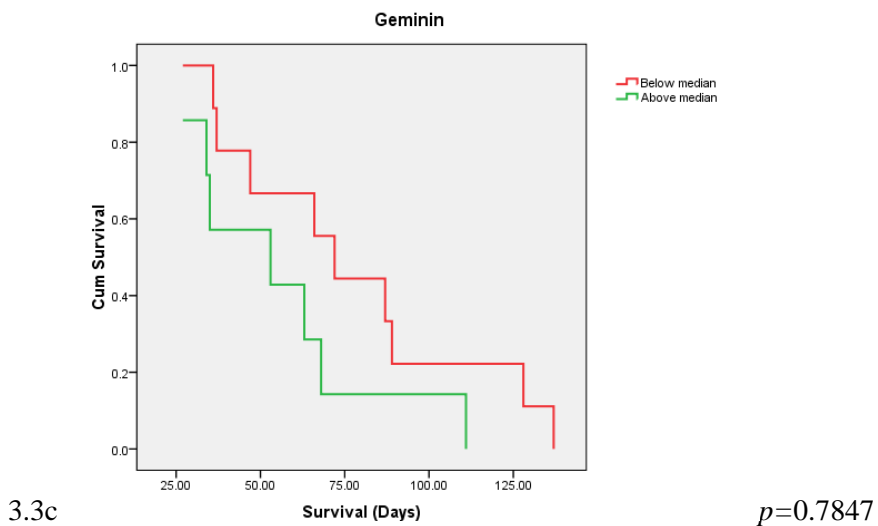 Geminin
Below median
Above median
1.0
0.8
0.6
0.4
0.2
0.0
Cum Survival
25.00 50.00 75.00 100.00 125.00
Survival (Days)
3.3c
p=0.7847